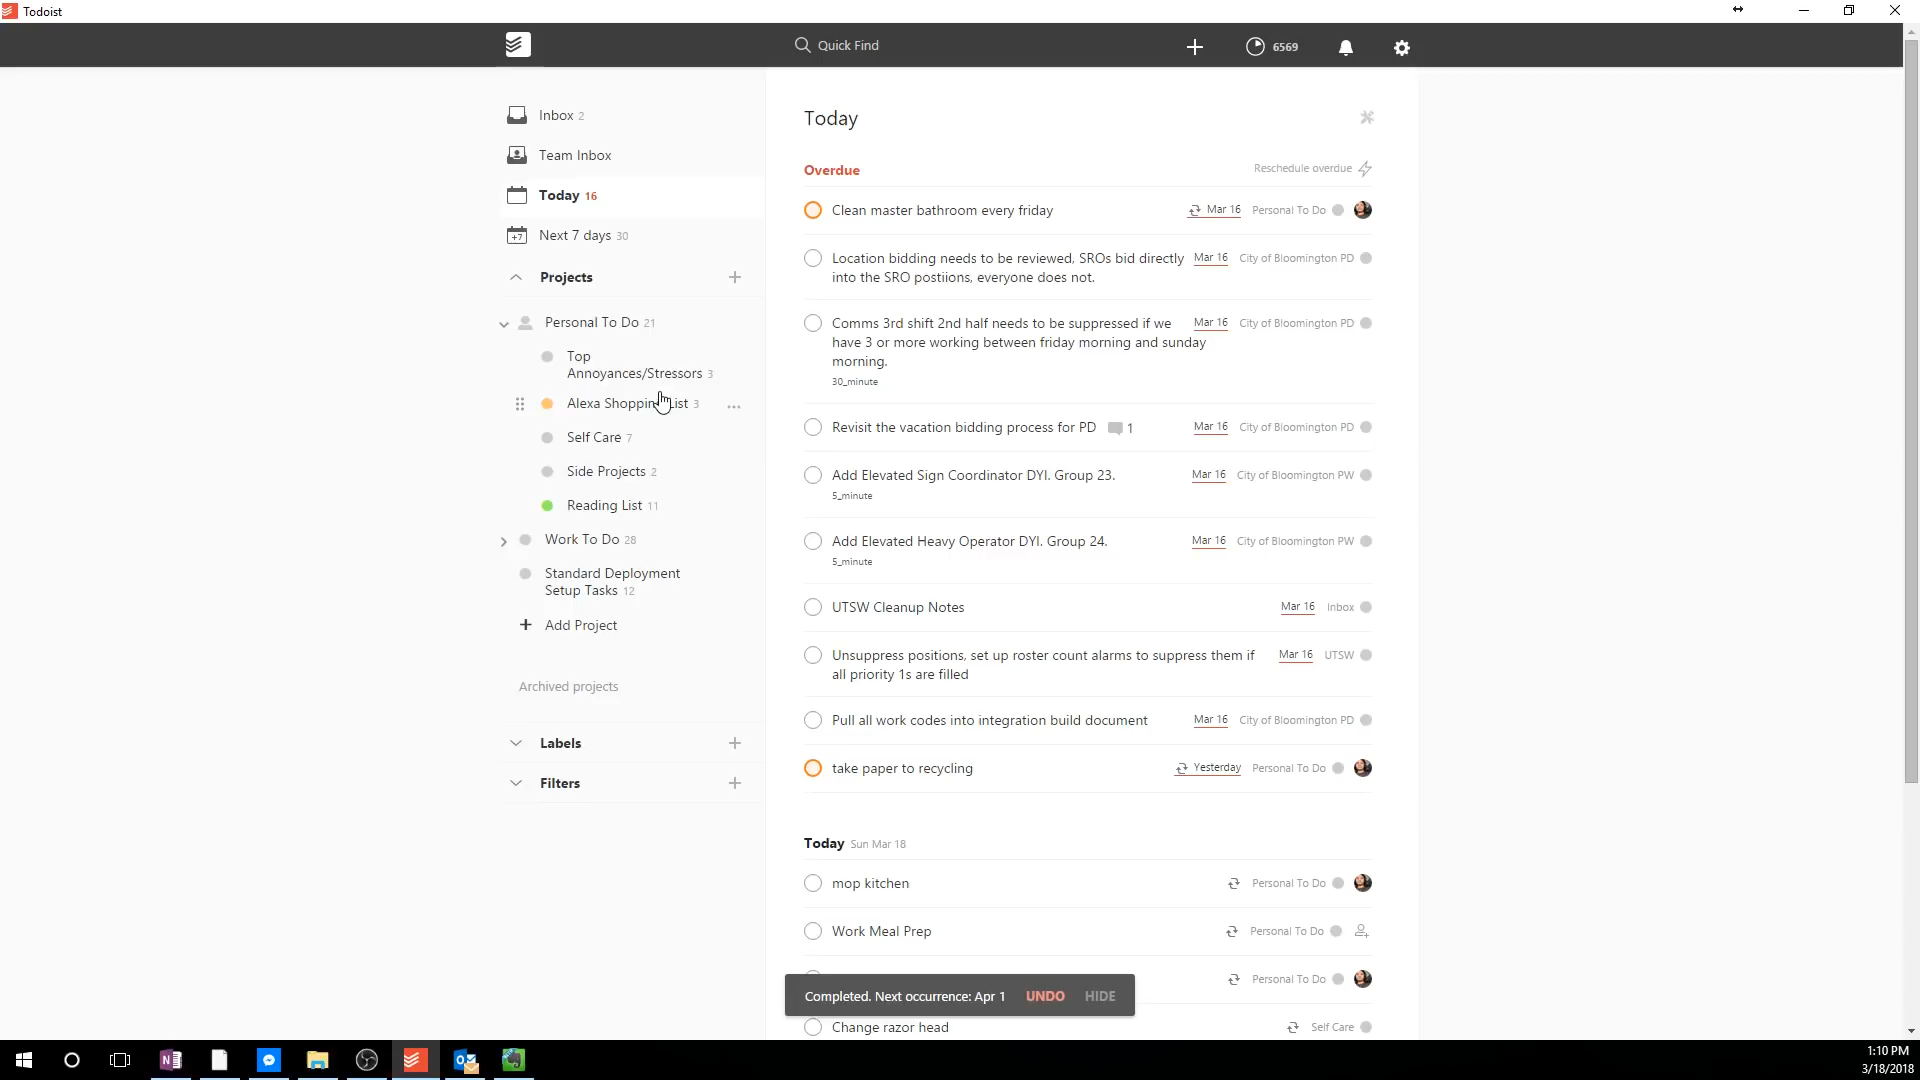 Todoist
Quick Find
6569
Inbox 2
Team Inbox
Today 16
Next 7 days 30
Projects
Personal To Do 21
Top
Annoyances/Stressors 3
Alexa Shopping List 3
Self Care 7
Side Projects 2
Reading List 11
Work To Do 28
Standard Deployment
Setup Tasks 12
Add Project
Archived projects
Labels
Filters
Today
Overdue
Reschedule overdue
Clean master bathroom every friday
Mar 16 Personal To Do
Location bidding needs to be reviewed, SROs bid directly
into the SRO postiions, everyone does not.
Mar 16 City of Bloomington PD
Comms 3rd shift 2nd half needs to be suppressed if we
have 3 or more working between friday morning and sunday
morning.
30_minute
Mar 16 City of Bloomington PD
Revisit the vacation bidding process for PD 1
Mar 16 City of Bloomington PD
Add Elevated Sign Coordinator DYI. Group 23.
5_minute
Mar 16 City of Bloomington PW
Add Elevated Heavy Operator DYI. Group 24.
5_minute
Mar 16 City of Bloomington PW
UTSW Cleanup Notes
Mar 16 Inbox
Unsuppress positions, set up roster count alarms to suppress them if
all priority 1s are filled
Mar 16 UTSW
Pull all work codes into integration build document
Mar 16 City of Bloomington PD
take paper to recycling
Yesterday Personal To Do
Today Sun Mar 18
mop kitchen
Personal To Do
Work Meal Prep
Personal To Do
Personal To Do
Completed. Next occurrence: Apr 1 UNDO HIDE
Change razor head
Self Care
1:10 PM
3/18/2018